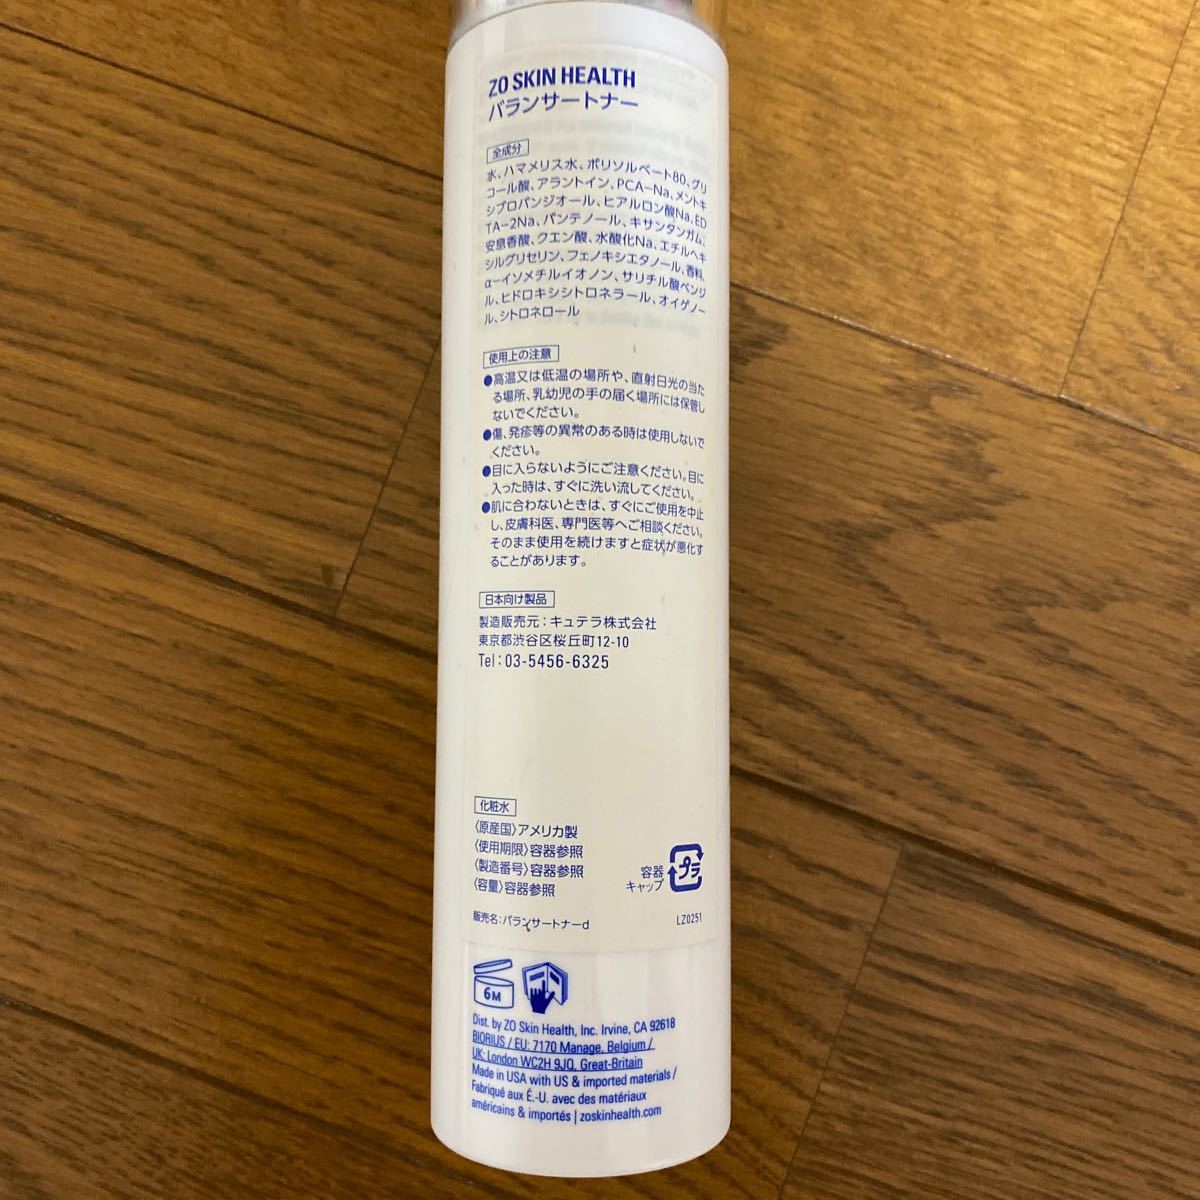 ZO SKIN HEALTH
バランサートナー
全成分
水、ハマメリス水、ポリソルベート80、グリ
コール酸、アラントイン、PCA-Na、メントキ
シプロパンジオール、ヒアルロン酸Na、ED
TA-2Na、パンテノール、キサンタンガム、
安息香酸、クエン酸、水酸化Na、エチルヘキ
シルグリセリン、フェノキシエタノール、香料、
α-イソメチルイオノン、サリチル酸ベンジ
ル、ヒドロキシシトロネラール、オイゲノー
ル、シトロネロール
使用上の注意
●高温又は低温の場所や、直射日光の当た
る場所、乳幼児の手の届く場所には保管し
ないでください。
●傷、発疹等の異常のある時は使用しないで
ください。
●目に入らないようにご注意ください。目に
入った時は、すぐに洗い流してください。
●肌に合わないときは、すぐにご使用を中止
し、皮膚科医、専門医等へご相談ください。
そのまま使用を続けますと症状が悪化す
ることがあります。
日本向け製品
製造販売元:キュテラ株式会社
東京都渋谷区桜丘町12-10
Tel:03-5456-6325
化粧水
〈原産国〉アメリカ製
〈使用期限〉容器参照
〈製造番号〉容器参照
〈容量〉容器参照
容器
キャップ
プラ
販売名:バランサートナーd
LZ0251
6M
Dist. by ZO Skin Health, Inc. Irvine, CA 92618
BIORIUS / EU: 7170 Manage, Belgium /
UK: London WC2H 9JQ, Great-Britain
Made in USA with US & imported materials /
Fabriqué aux É.-U. avec des matériaux
américains & importés | zoskinhealth.com